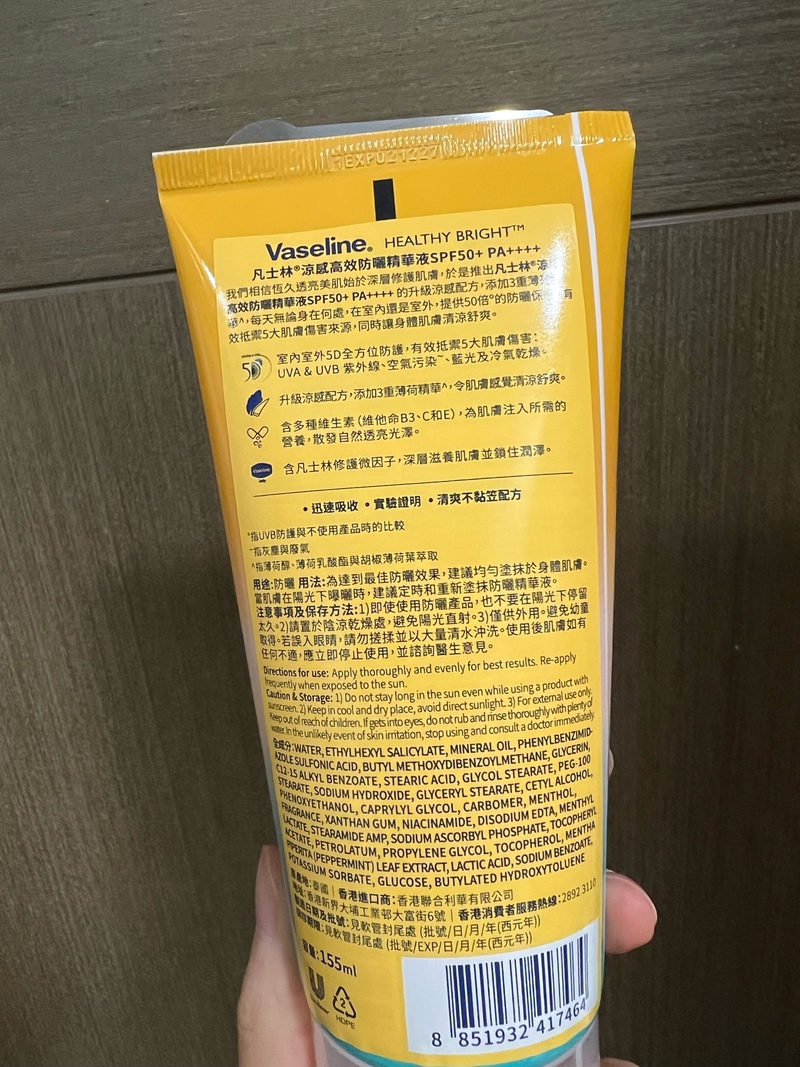 EXP021227
Vaseline® HEALTHY BRIGHT™
凡士林®涼感高效防曬精華液SPF50+ PA++++
我們相信恆久透亮美肌始於深層修護肌膚,於是推出凡士林®涼感
高效防曬精華液SPF50+ PA++++ 的升級涼感配方,添加3重薄荷精
華^,每天無論身在何處,在室內還是室外,提供50倍°的防曬保護,有
效抵禦5大肌膚傷害來源,同時讓身體肌膚清涼舒爽。
5D
室內室外5D全方位防護,有效抵禦5大肌膚傷害:
UVA & UVB 紫外線、空氣污染~、藍光及冷氣乾燥。
升級涼感配方,添加3重薄荷精華^,令肌膚感覺清涼舒爽。
含多種維生素(維他命B3、C和E),為肌膚注入所需的
營養,散發自然透亮光澤。
含凡士林修護微因子,深層滋養肌膚並鎖住潤澤。
•迅速吸收 •實驗證明 •清爽不黏笠配方
°指UVB防護與不使用產品時的比較
~指灰塵與廢氣
^指薄荷醇、薄荷乳酸酯與胡椒薄荷葉萃取
用途:防曬 用法:為達到最佳防曬效果,建議均勻塗抹於身體肌膚。
當肌膚在陽光下曝曬時,建議定時和重新塗抹防曬精華液。
注意事項及保存方法:1)即使使用防曬產品,也不要在陽光下停留
太久。2)請置於陰涼乾燥處,避免陽光直射。3)僅供外用。避免幼童
取得。若誤入眼睛,請勿搓揉並以大量清水沖洗。使用後肌膚如有
任何不適,應立即停止使用,並諮詢醫生意見。
Directions for use: Apply thoroughly and evenly for best results. Re-apply
frequently when exposed to the sun.
Caution & Storage: 1) Do not stay long in the sun even while using a product with
sunscreen. 2) Keep in cool and dry place, avoid direct sunlight. 3) For external use only.
Keep out of reach of children. If gets into eyes, do not rub and rinse thoroughly with plenty of
water. In the unlikely event of skin irritation, stop using and consult a doctor immediately.
全成分:WATER, ETHYLHEXYL SALICYLATE, MINERAL OIL, PHENYLBENZIMID-
AZOLE SULFONIC ACID, BUTYL METHOXYDIBENZOYLMETHANE, GLYCERIN,
C12-15 ALKYL BENZOATE, STEARIC ACID, GLYCOL STEARATE, PEG-100
STEARATE, SODIUM HYDROXIDE, GLYCERYL STEARATE, CETYL ALCOHOL,
PHENOXYETHANOL, CAPRYLYL GLYCOL, CARBOMER, MENTHOL,
FRAGRANCE, XANTHAN GUM, NIACINAMIDE, DISODIUM EDTA, MENTHYL
LACTATE, STEARAMIDE AMP, SODIUM ASCORBYL PHOSPHATE, TOCOPHERYL
ACETATE, PETROLATUM, PROPYLENE GLYCOL, TOCOPHEROL, MENTHA
PIPERITA (PEPPERMINT) LEAF EXTRACT, LACTIC ACID, SODIUM BENZOATE,
POTASSIUM SORBATE, GLUCOSE, BUTYLATED HYDROXYTOLUENE
原產地:泰國 | 香港進口商:香港聯合利華有限公司
地址:香港新界大埔工業邨大富街6號 | 香港消費者服務熱線:2892 3110
製造日期及批號:見軟管封尾處 (批號/日/月/年(西元年))
保存期限:見軟管封尾處 (批號/EXP/日/月/年(西元年))
容量:155ml
2
HDPE
8 851932 417464